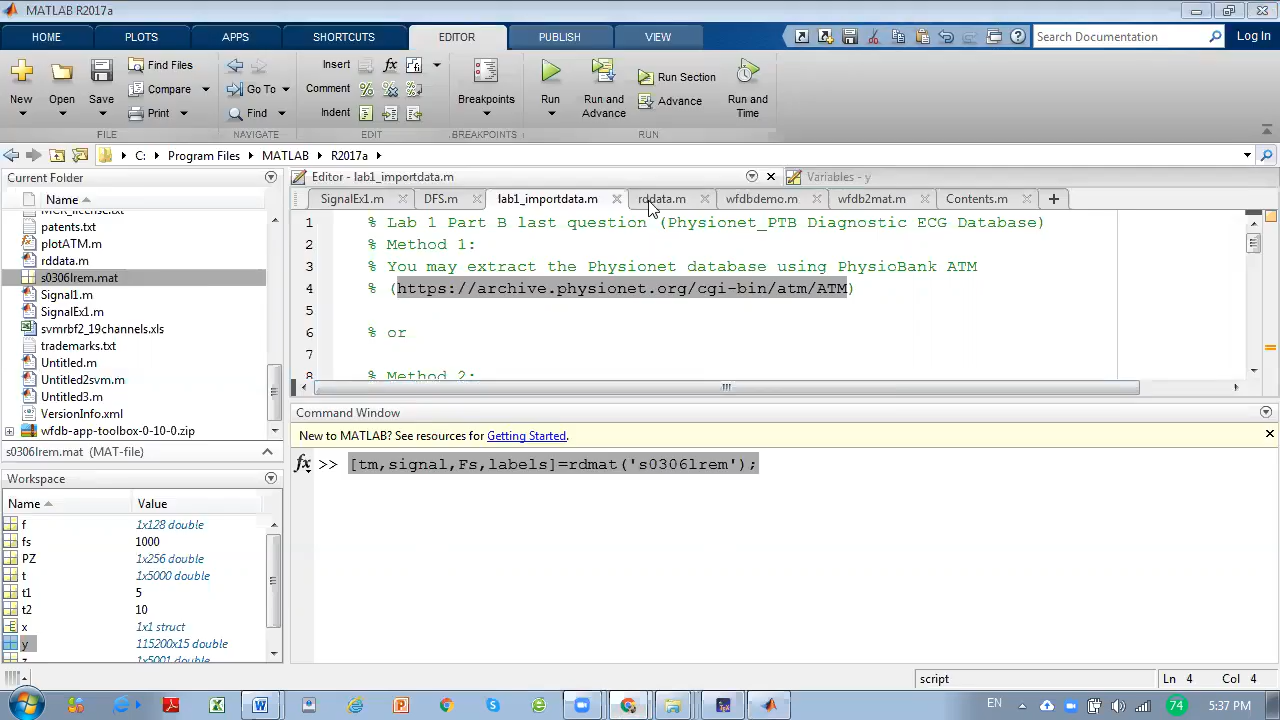 MATLAB R2017a
HOME PLOTS APPS SHORTCUTS EDITOR PUBLISH VIEW Search Documentation Log In
New Open Save Find Files Compare Print
FILE
Go To Find
NAVIGATE
Insert fx
Comment % % %
Indent
EDIT
Breakpoints
BREAKPOINTS
Run Run and Advance Run Section Advance Run and Time
RUN
C: Program Files MATLAB R2017a
Current Folder
Name
patents.txt
plotATM.m
rddata.m
s0306lrem.mat
Signal1.m
SignalEx1.m
svmrbf2_19channels.xls
trademarks.txt
Untitled.m
Untitled2svm.m
Untitled3.m
VersionInfo.xml
wfdb-app-toolbox-0-10-0.zip
s0306lrem.mat (MAT-file)
Workspace
Name Value
f 1x128 double
fs 1000
PZ 1x256 double
t 1x5000 double
t1 5
t2 10
x 1x1 struct
y 115200x15 double
z 1x5001 double
Editor - lab1_importdata.m Variables - y
SignalEx1.m DFS.m lab1_importdata.m rddata.m wrdbdemo.m wfdb2mat.m Contents.m
1 % Lab 1 Part B last question (Physionet_PTB Diagnostic ECG Database)
2 % Method 1:
3 % You may extract the Physionet database using PhysioBank ATM
4 % (https://archive.physionet.org/cgi-bin/atm/ATM)
5
6 % or
7
8 % Method 2:
Command Window
New to MATLAB? See resources for Getting Started.
fx >> [tm,signal,Fs,labels]=rdmat('s0306lrem');
script Ln 4 Col 4
EN 74 5:37 PM